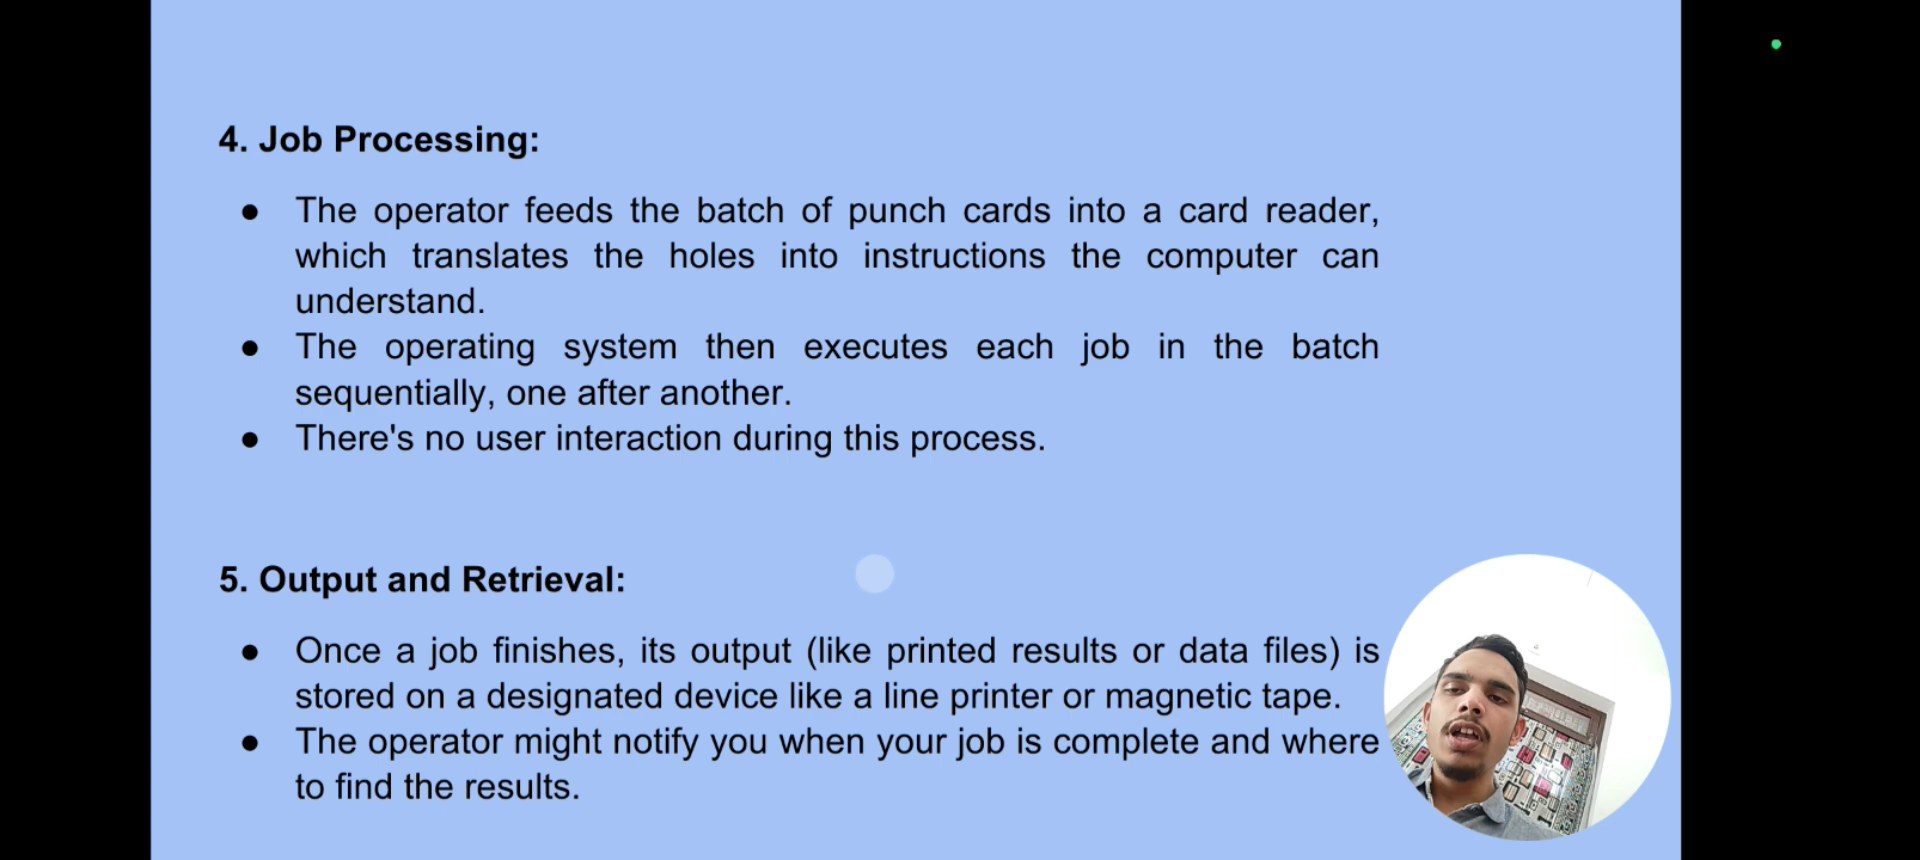 4. Job Processing:
● The operator feeds the batch of punch cards into a card reader,
which translates the holes into instructions the computer can
understand.
● The operating system then executes each job in the batch
sequentially, one after another.
● There's no user interaction during this process.
5. Output and Retrieval:
● Once a job finishes, its output (like printed results or data files) is
stored on a designated device like a line printer or magnetic tape.
● The operator might notify you when your job is complete and where
to find the results.